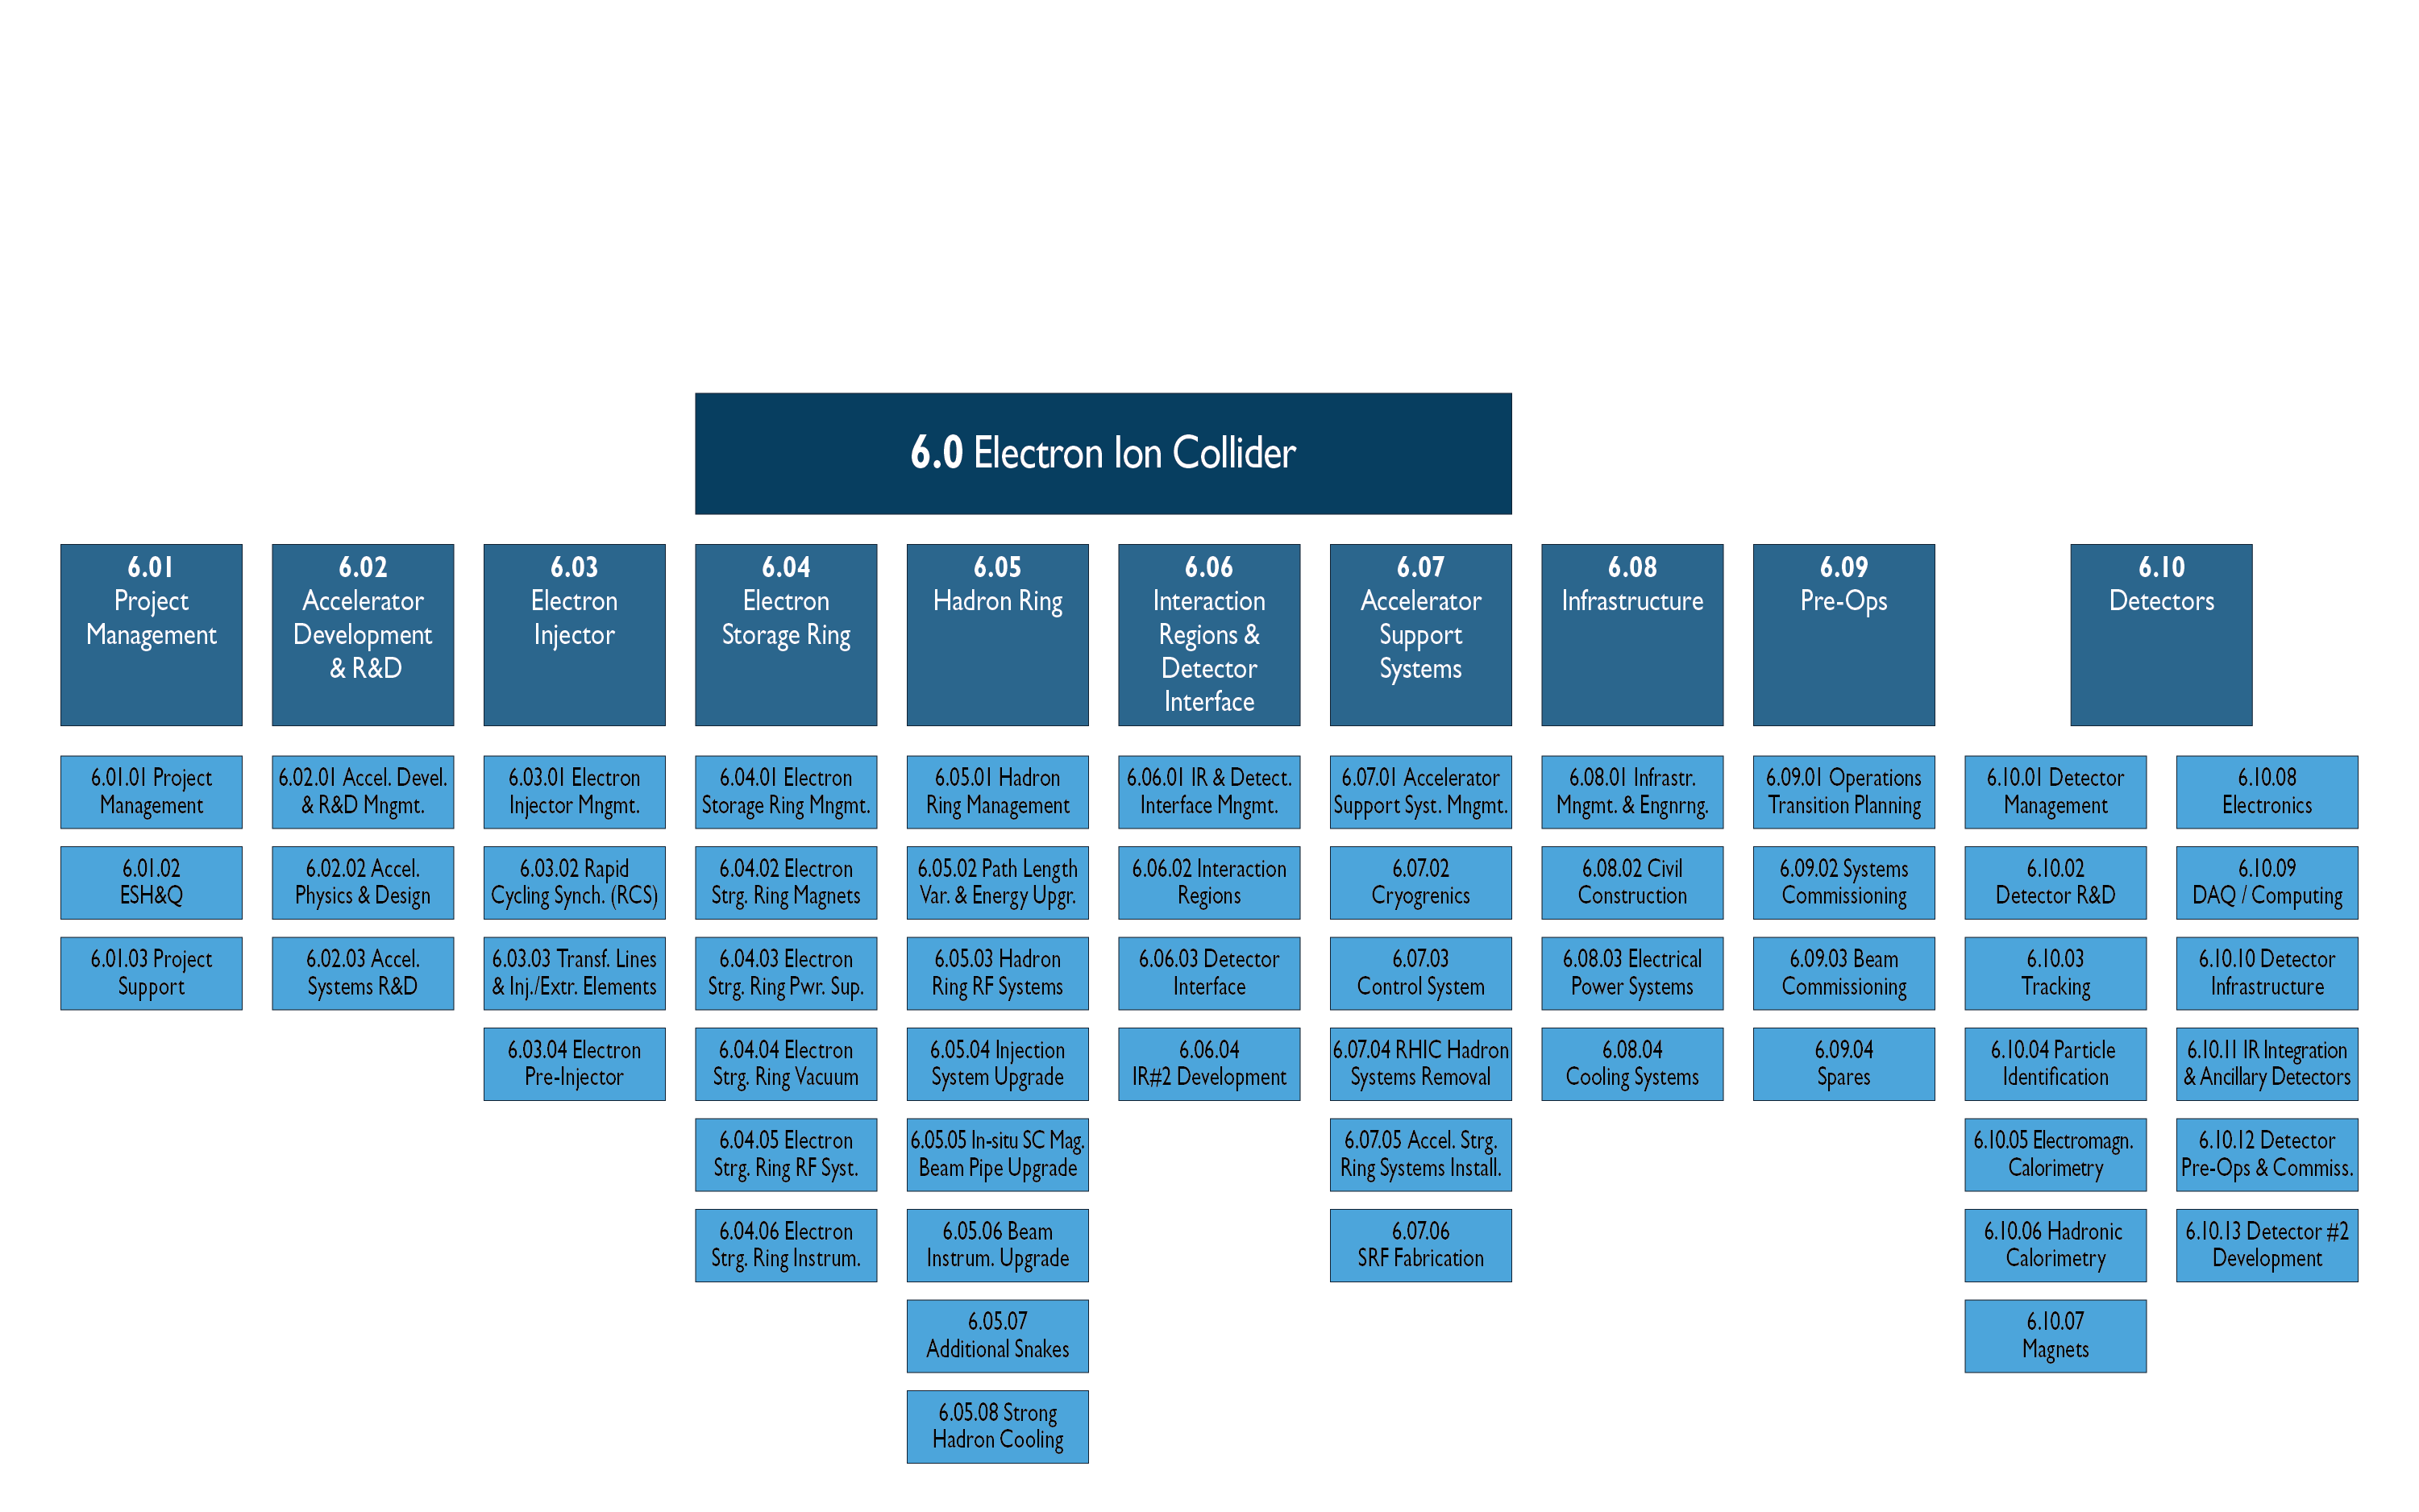 6.0 Electron Ion Collider
6.01
Project
Management
6.02
Accelerator
Development
& R&D
6.03
Electron
Injector
6.04
Electron
Storage Ring
6.05
Hadron Ring
6.06
Interaction
Regions &
Detector
Interface
6.07
Accelerator
Support
Systems
6.08
Infrastructure
6.09
Pre-Ops
6.10
Detectors
6.01.01 Project
Management
6.01.02
ESH&Q
6.01.03 Project
Support
6.02.01 Accel. Devel.
& R&D Mngmt.
6.02.02 Accel.
Physics & Design
6.02.03 Accel.
Systems R&D
6.03.01 Electron
Injector Mngmt.
6.03.02 Rapid
Cycling Synch. (RCS)
6.03.03 Transf. Lines
& Inj./Extr. Elements
6.03.04 Electron
Pre-Injector
6.04.01 Electron
Storage Ring Mngmt.
6.04.02 Electron
Strg. Ring Magnets
6.04.03 Electron
Strg. Ring Pwr. Sup.
6.04.04 Electron
Strg. Ring Vacuum
6.04.05 Electron
Strg. Ring RF Syst.
6.04.06 Electron
Strg. Ring Instrum.
6.05.01 Hadron
Ring Management
6.05.02 Path Length
Var. & Energy Upgr.
6.05.03 Hadron
Ring RF Systems
6.05.04 Injection
System Upgrade
6.05.05 In-situ SC Mag.
Beam Pipe Upgrade
6.05.06 Beam
Instrum. Upgrade
6.05.07
Additional Snakes
6.05.08 Strong
Hadron Cooling
6.06.01 IR & Detect.
Interface Mngmt.
6.06.02 Interaction
Regions
6.06.03 Detector
Interface
6.06.04
IR#2 Development
6.07.01 Accelerator
Support Syst. Mngmt.
6.07.02
Cryogrenics
6.07.03
Control System
6.07.04 RHIC Hadron
Systems Removal
6.07.05 Accel. Strg.
Ring Systems Install.
6.07.06
SRF Fabrication
6.08.01 Infrastr.
Mngmt. & Engnrng.
6.08.02 Civil
Construction
6.08.03 Electrical
Power Systems
6.08.04
Cooling Systems
6.09.01 Operations
Transition Planning
6.09.02 Systems
Commissioning
6.09.03 Beam
Commissioning
6.09.04
Spares
6.10.01 Detector
Management
6.10.02
Detector R&D
6.10.03
Tracking
6.10.04 Particle
Identification
6.10.05 Electromagn.
Calorimetry
6.10.06 Hadronic
Calorimetry
6.10.07
Magnets
6.10.08
Electronics
6.10.09
DAQ / Computing
6.10.10 Detector
Infrastructure
6.10.11 IR Integration
& Ancillary Detectors
6.10.12 Detector
Pre-Ops & Commiss.
6.10.13 Detector #2
Development